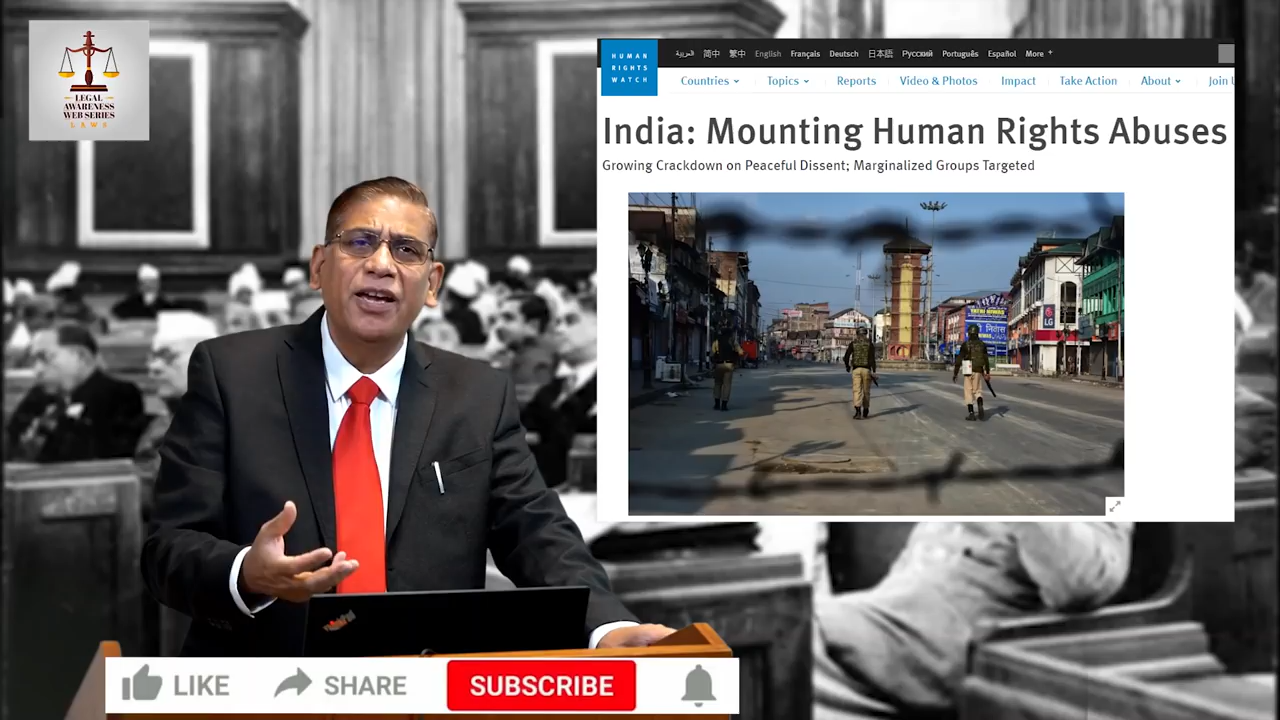 LEGAL
AWARENESS
WEB SERIES
LAWS
HUMAN
RIGHTS
WATCH
العربية 简中 繁中 English Français Deutsch 日本語 Русский Português Español More
Countries Topics Reports Video & Photos Impact Take Action About Join
India: Mounting Human Rights Abuses
Growing Crackdown on Peaceful Dissent; Marginalized Groups Targeted
LG
LIKE SHARE SUBSCRIBE